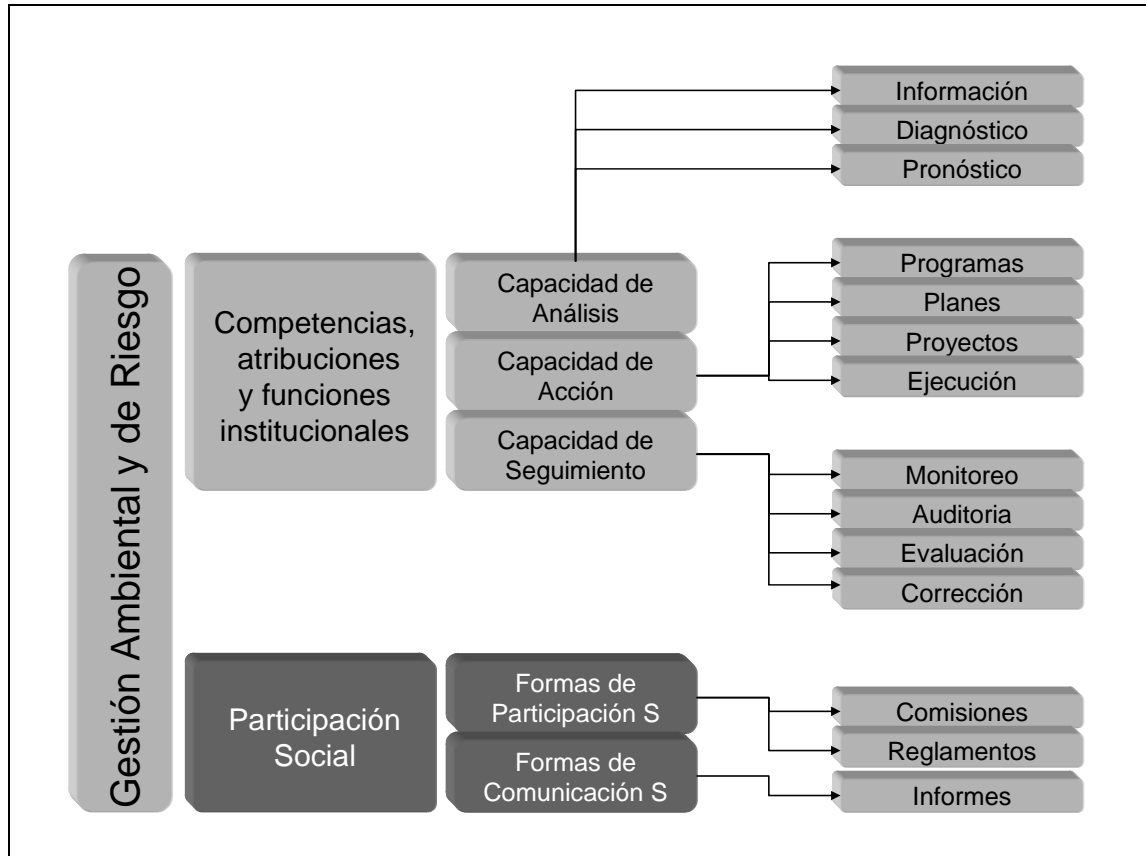 Gestión Ambiental y de Riesgo
Competencias,
atribuciones
y funciones
institucionales
Capacidad de
Análisis
Información
Diagnóstico
Pronóstico
Capacidad de
Acción
Programas
Planes
Proyectos
Ejecución
Capacidad de
Seguimiento
Monitoreo
Auditoria
Evaluación
Corrección
Participación
Social
Formas de
Participación S
Comisiones
Reglamentos
Formas de
Comunicación S
Informes